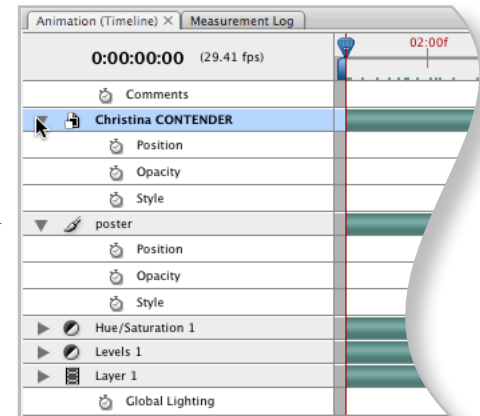 Animation (Timeline) × Measurement Log
0:00:00:00 (29.41 fps) 02:00f
Comments
Christina CONTENDER
Position
Opacity
Style
poster
Position
Opacity
Style
Hue/Saturation 1
Levels 1
Layer 1
Global Lighting